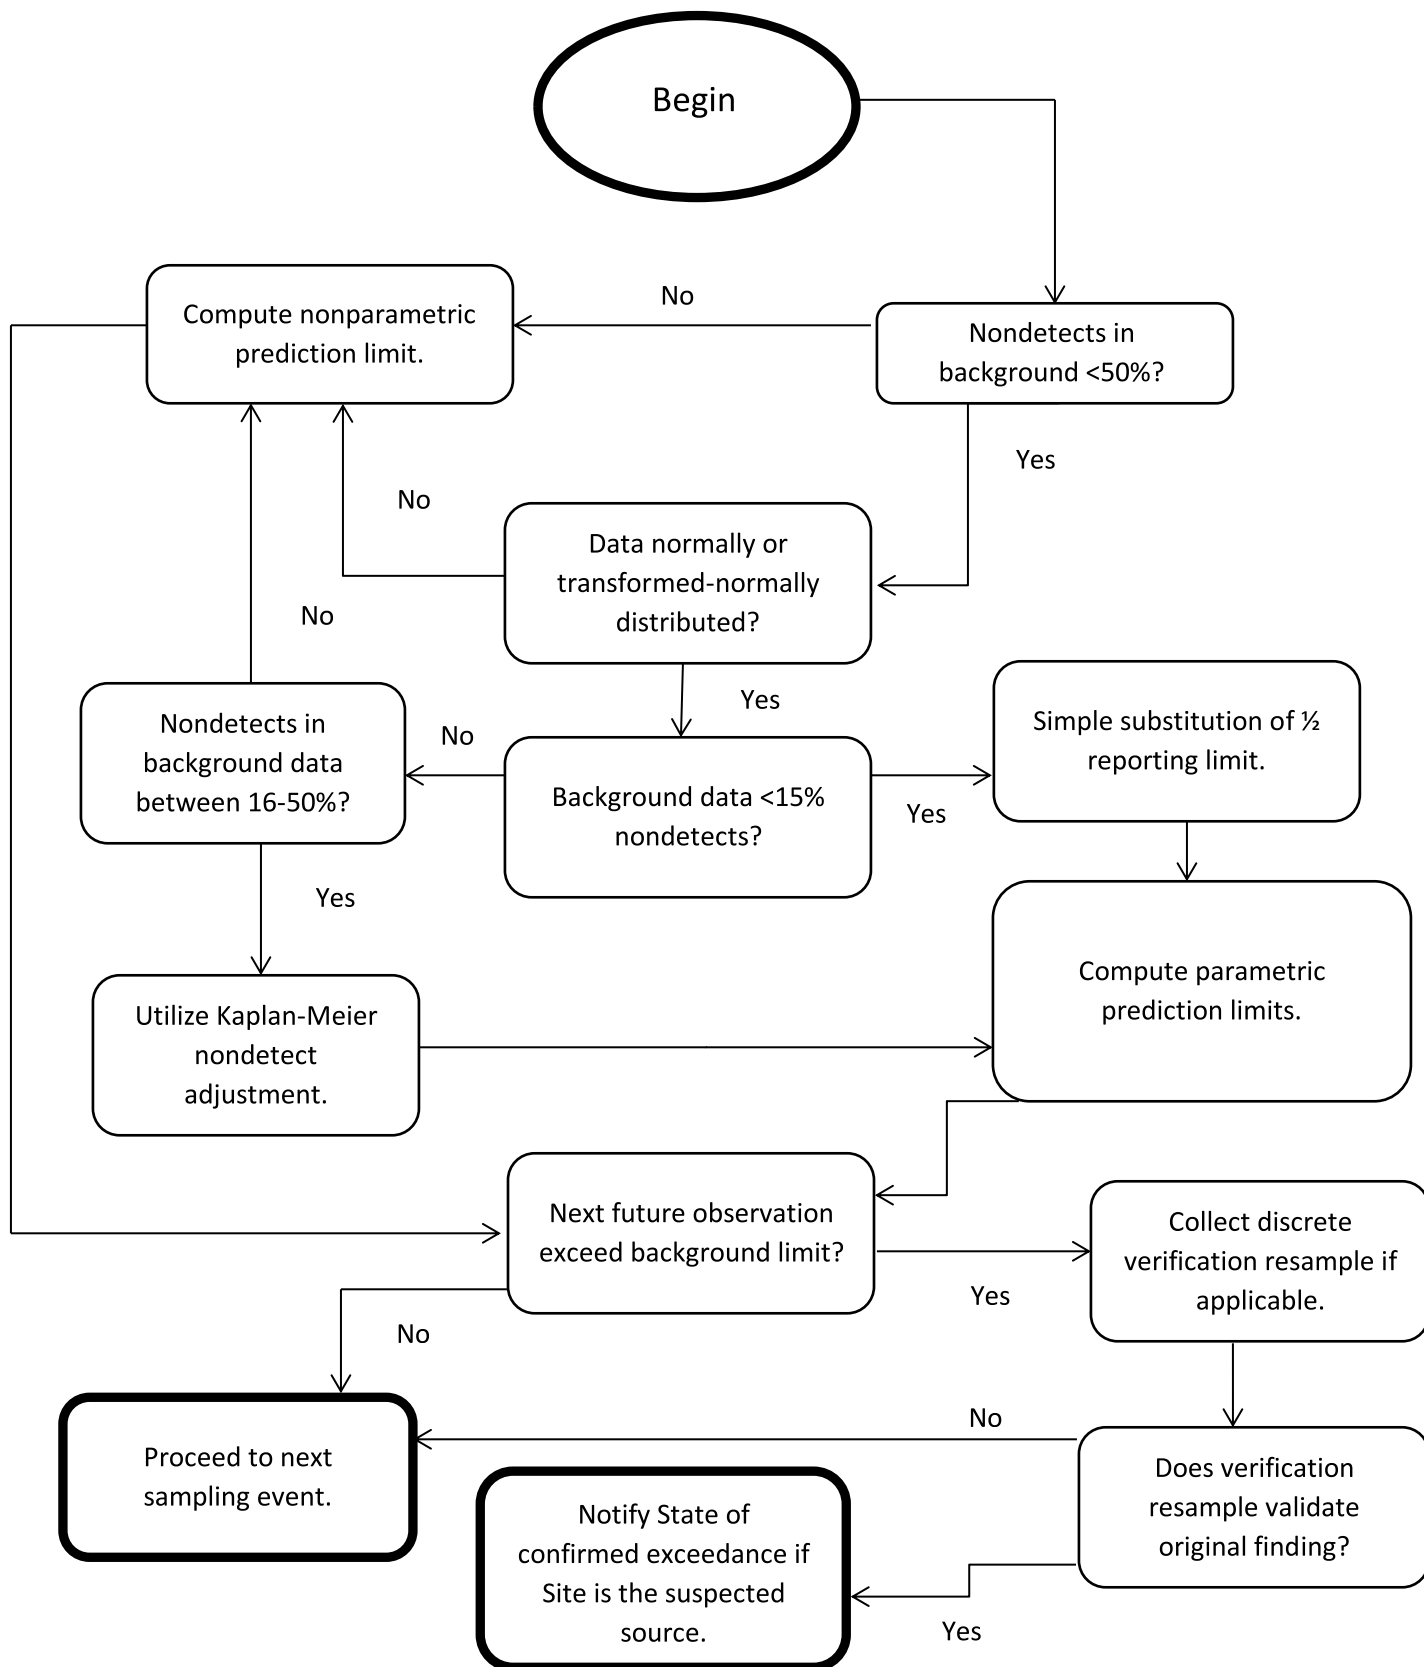 Begin
No
Compute nonparametric
prediction limit.
Nondetects in
background <50%?
Yes
No
Data normally or
transformed-normally
distributed?
No
Yes
Nondetects in
background data
between 16-50%?
No
Background data <15%
nondetects?
Yes
Simple substitution of ½
reporting limit.
Yes
Compute parametric
prediction limits.
Utilize Kaplan-Meier
nondetect
adjustment.
Next future observation
exceed background limit?
Yes
Collect discrete
verification resample if
applicable.
No
Proceed to next
sampling event.
No
Does verification
resample validate
original finding?
Notify State of
confirmed exceedance if
Site is the suspected
source.
Yes